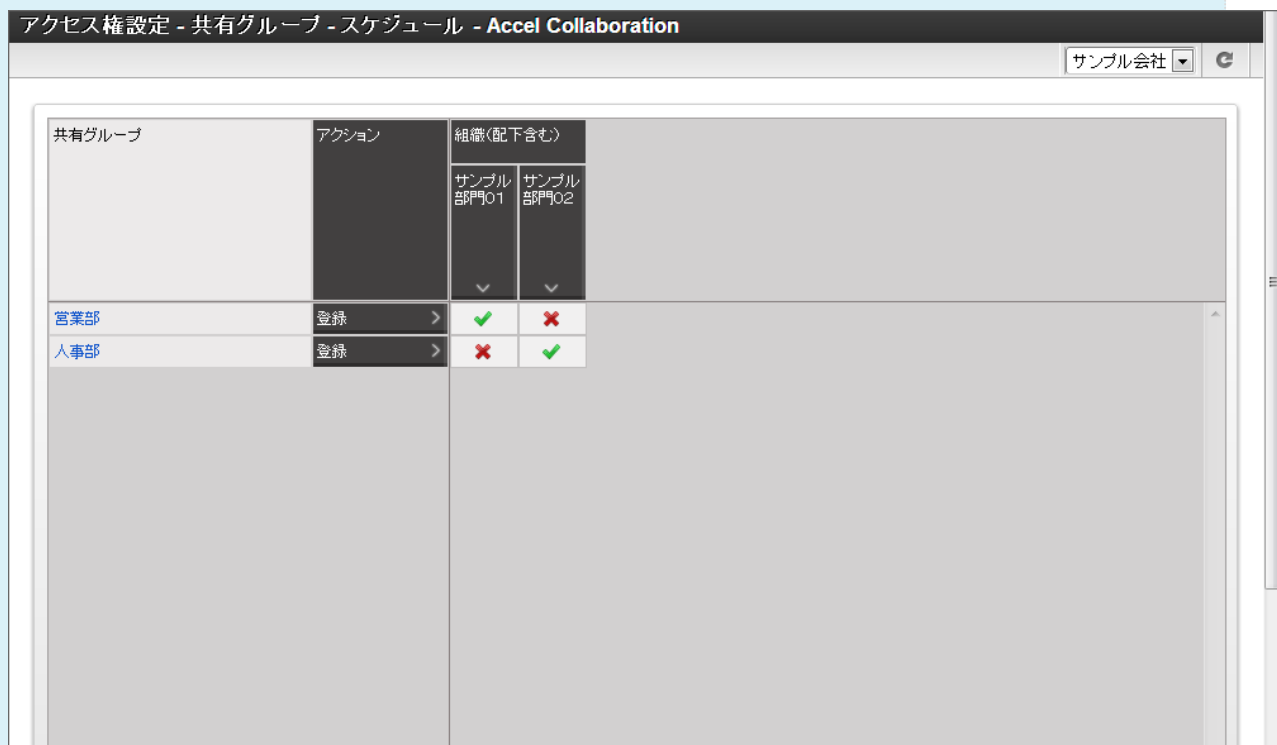 アクセス権設定 - 共有グループ - スケジュール - Accel Collaboration
サンプル会社
共有グループ
アクション
組織(配下含む)
サンプル
部門01
サンプル
部門02
営業部
登録
人事部
登録